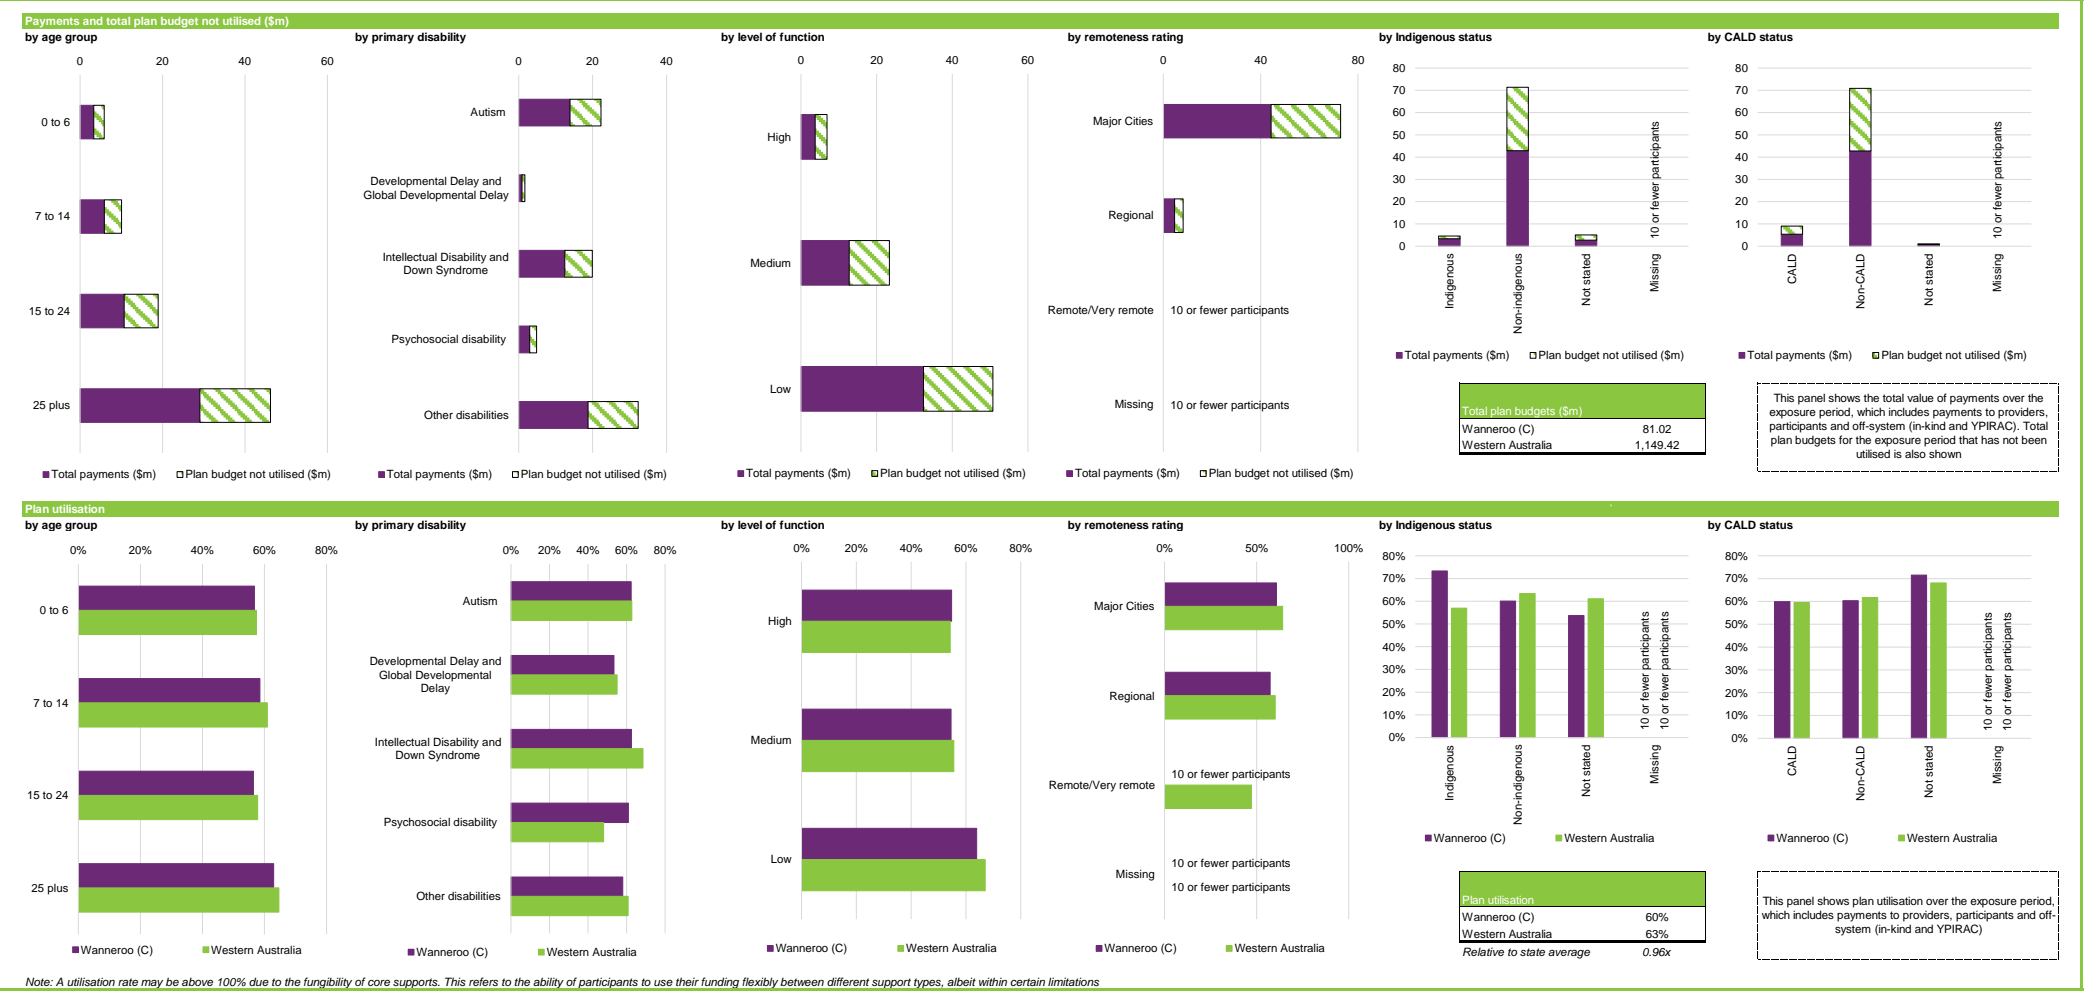 Payments and total plan budget not utilised ($m)
by age group
0 20 40 60
0 to 6
7 to 14
15 to 24
25 plus
Total payments ($m) Plan budget not utilised ($m)
by primary disability
0 20 40
Autism
Developmental Delay and
Global Developmental Delay
Intellectual Disability and
Down Syndrome
Psychosocial disability
Other disabilities
Total payments ($m) Plan budget not utilised ($m)
by level of function
0 20 40 60
High
Medium
Low
Total payments ($m) Plan budget not utilised ($m)
by remoteness rating
0 40 80
Major Cities
Regional
Remote/Very remote 10 or fewer participants
Missing 10 or fewer participants
Total payments ($m) Plan budget not utilised ($m)
by Indigenous status
80
70
60
50
40
30
20
10
0
10 or fewer participants
Indigenous
Non-indigenous
Not stated
Missing
Total payments ($m) Plan budget not utilised ($m)
by CALD status
80
70
60
50
40
30
20
10
0
10 or fewer participants
CALD
Non-CALD
Not stated
Missing
Total payments ($m) Plan budget not utilised ($m)
Total plan budgets ($m)
Wanneroo (C) 81.02
Western Australia 1,149.42
This panel shows the total value of payments over the
exposure period, which includes payments to providers,
participants and off-system (in-kind and YPIRAC). Total
plan budgets for the exposure period that has not been
utilised is also shown
Plan utilisation
by age group
0% 20% 40% 60% 80%
0 to 6
7 to 14
15 to 24
25 plus
Wanneroo (C) Western Australia
by primary disability
0% 20% 40% 60% 80%
Autism
Developmental Delay and
Global Developmental
Delay
Intellectual Disability and
Down Syndrome
Psychosocial disability
Other disabilities
Wanneroo (C) Western Australia
by level of function
0% 20% 40% 60% 80%
High
Medium
Low
Wanneroo (C) Western Australia
by remoteness rating
0% 50% 100%
Major Cities
Regional
10 or fewer participants
Remote/Very remote
10 or fewer participants
Missing
10 or fewer participants
Wanneroo (C) Western Australia
by Indigenous status
80%
70%
60%
50%
40%
30%
20%
10%
0%
10 or fewer participants
10 or fewer participants
Indigenous
Non-indigenous
Not stated
Missing
Wanneroo (C) Western Australia
by CALD status
80%
70%
60%
50%
40%
30%
20%
10%
0%
10 or fewer participants
10 or fewer participants
CALD
Non-CALD
Not stated
Missing
Wanneroo (C) Western Australia
Plan utilisation
Wanneroo (C) 60%
Western Australia 63%
Relative to state average 0.96x
This panel shows plan utilisation over the exposure period,
which includes payments to providers, participants and off-
system (in-kind and YPIRAC)
Note: A utilisation rate may be above 100% due to the fungibility of core supports. This refers to the ability of participants to use their funding flexibly between different support types, albeit within certain limitations